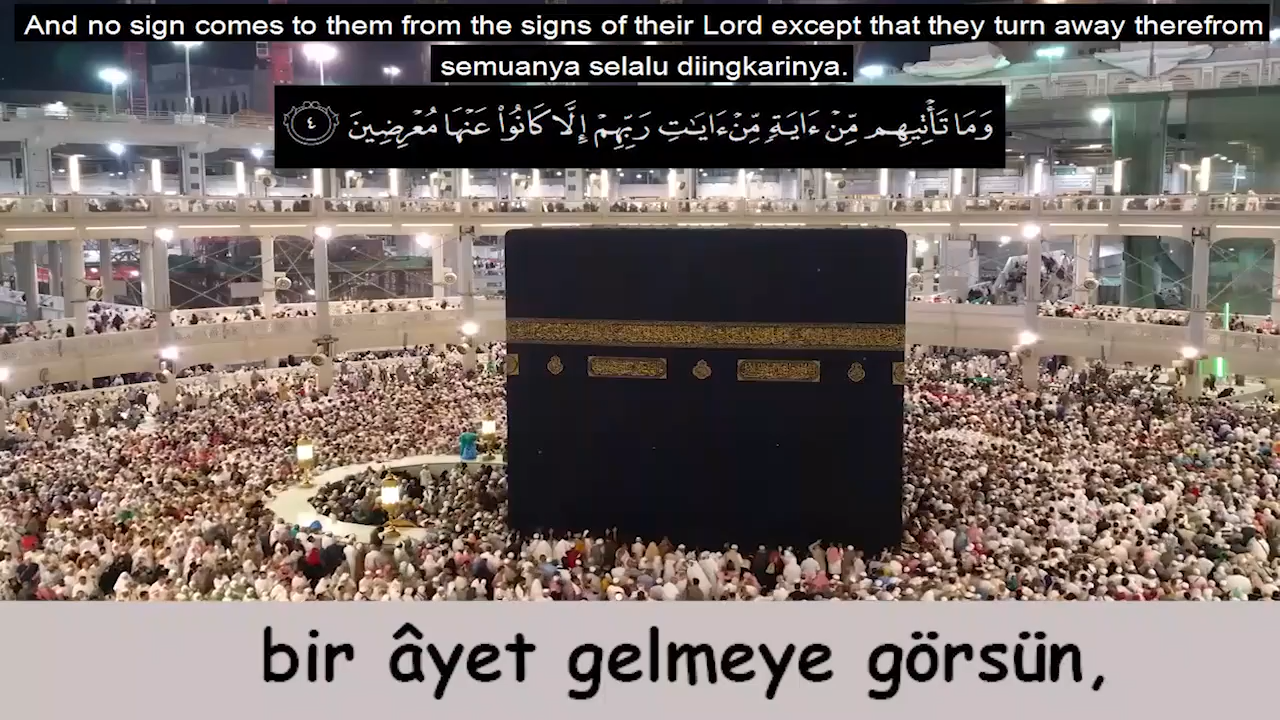 And no sign comes to them from the signs of their Lord except that they turn away therefrom
semuanya selalu diingkarinya.
وَمَا تَأْتِيهِم مِّنْ ءَايَةٍ مِّنْ ءَايَٰتِ رَبِّهِمْ إِلَّا كَانُوا۟ عَنْهَا مُعْرِضِينَ ٤
bir âyet gelmeye görsün,